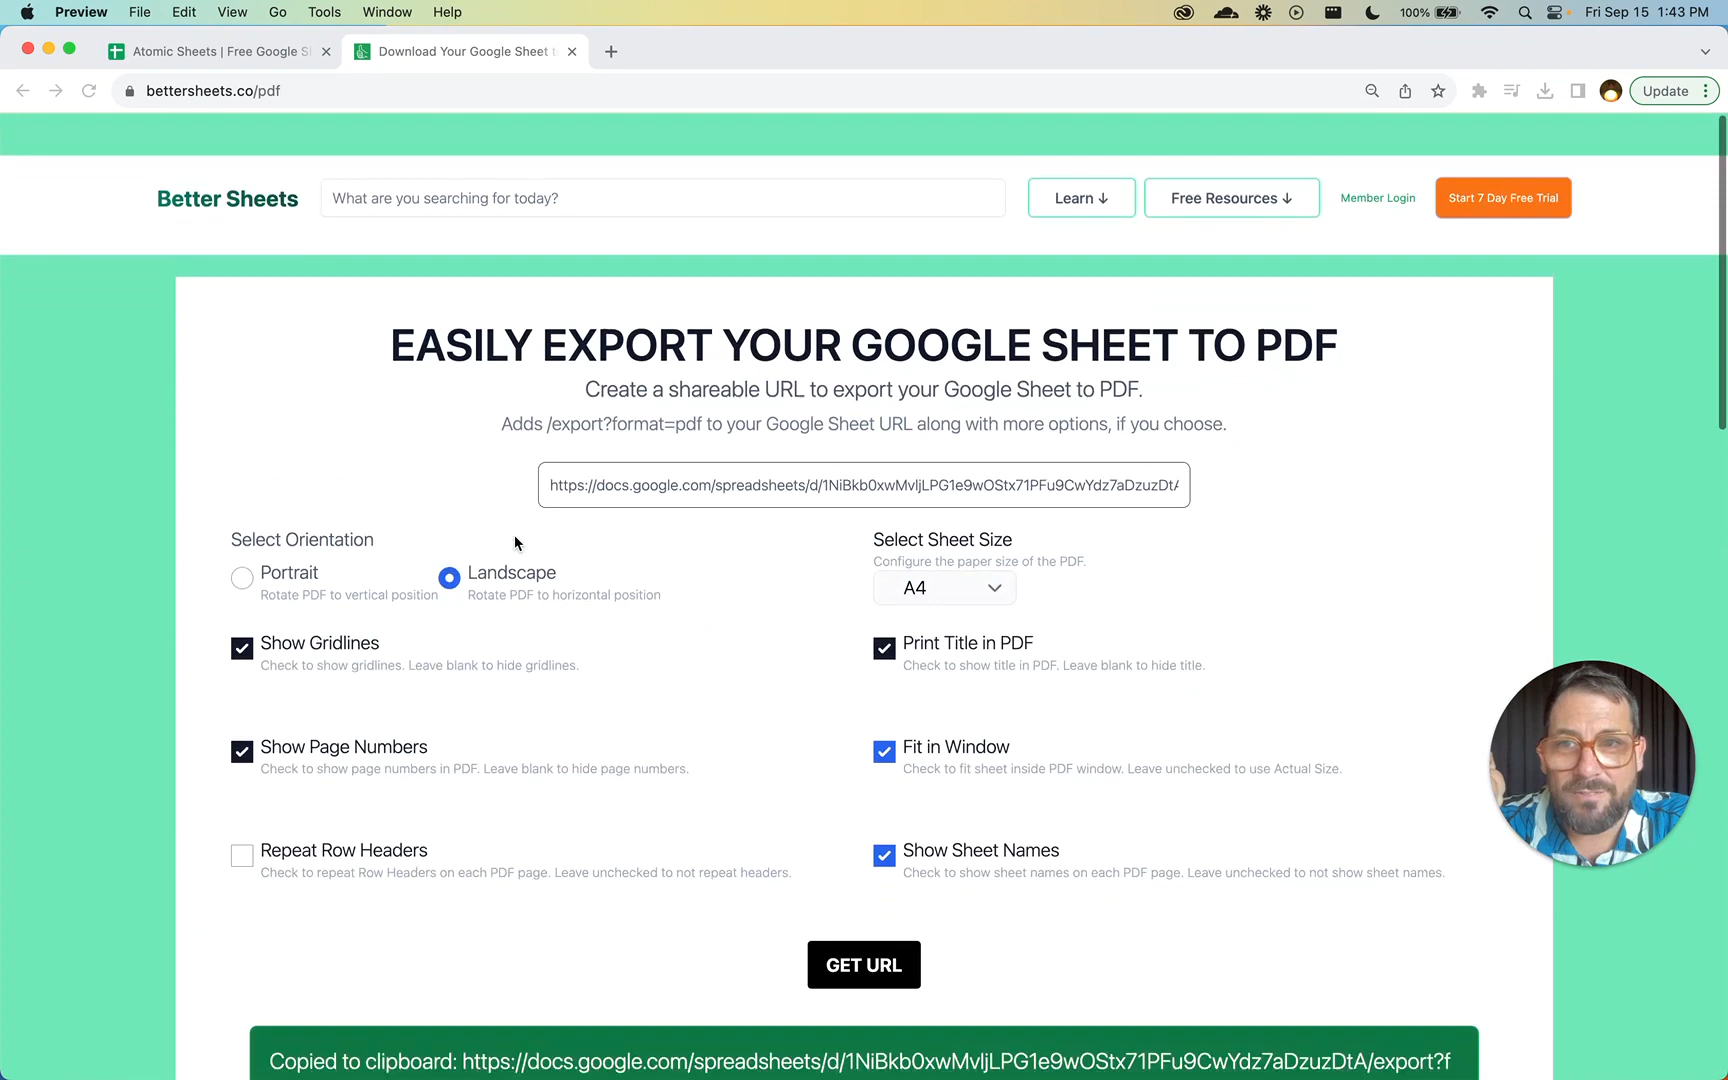 Preview File Edit View Go Tools Window Help 100% Fri Sep 15 1:43 PM
Atomic Sheets | Free Google S
Download Your Google Sheet t
bettersheets.co/pdf
Update
Better Sheets
What are you searching for today?
Learn ↓
Free Resources ↓
Member Login
Start 7 Day Free Trial
EASILY EXPORT YOUR GOOGLE SHEET TO PDF
Create a shareable URL to export your Google Sheet to PDF.
Adds /export?format=pdf to your Google Sheet URL along with more options, if you choose.
https://docs.google.com/spreadsheets/d/1NiBkb0xwMvljLPG1e9wOStx71PFu9CwYdz7aDzuzDtA
Select Orientation
Portrait
Rotate PDF to vertical position
Landscape
Rotate PDF to horizontal position
Select Sheet Size
Configure the paper size of the PDF.
A4
Show Gridlines
Check to show gridlines. Leave blank to hide gridlines.
Print Title in PDF
Check to show title in PDF. Leave blank to hide title.
Show Page Numbers
Check to show page numbers in PDF. Leave blank to hide page numbers.
Fit in Window
Check to fit sheet inside PDF window. Leave unchecked to use Actual Size.
Repeat Row Headers
Check to repeat Row Headers on each PDF page. Leave unchecked to not repeat headers.
Show Sheet Names
Check to show sheet names on each PDF page. Leave unchecked to not show sheet names.
GET URL
Copied to clipboard: https://docs.google.com/spreadsheets/d/1NiBkb0xwMvljLPG1e9wOStx71PFu9CwYdz7aDzuzDtA/export?f